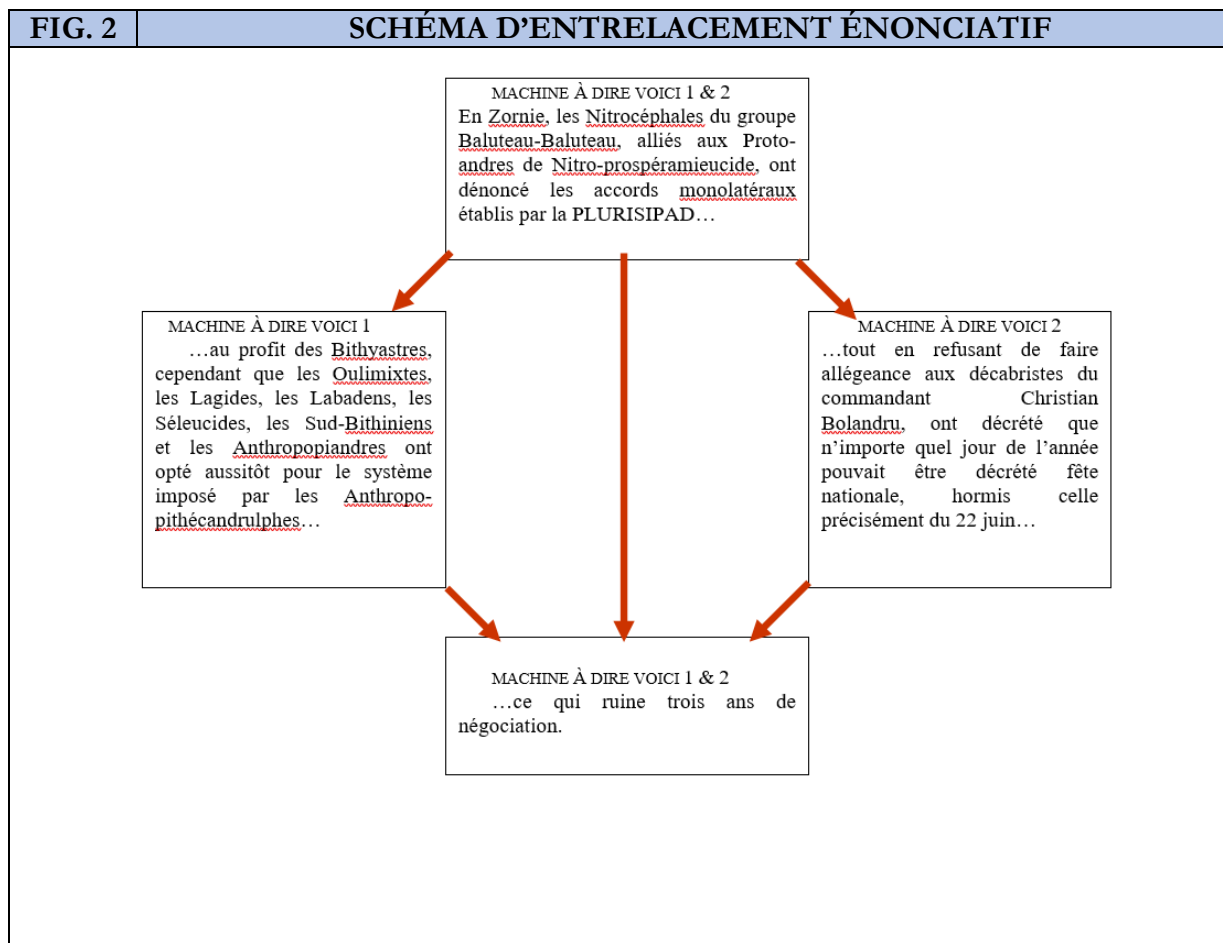 FIG. 2 SCHÉMA D'ENTRELACEMENT ÉNONCIATIF
MACHINE À DIRE VOICI 1 & 2
En Zornie, les Nitrocéphales du groupe
Baluteau-Baluteau, alliés aux Proto-
andres de Nitro-prospéramieucide, ont
dénoncé les accords monolatéraux
établis par la PLURISIPAD…
MACHINE À DIRE VOICI 1
…au profit des Bithyastres,
cependant que les Oulimixtes,
les Lagides, les Labadens, les
Séleucides, les Sud-Bithiniens
et les Anthropopiandres ont
opté aussitôt pour le système
imposé par les Anthropo-
pithécandrulphes…
MACHINE À DIRE VOICI 2
…tout en refusant de faire
allégeance aux décabristes du
commandant Christian
Bolandru, ont décrété que
n'importe quel jour de l'année
pouvait être décrété fête
nationale, hormis celle
précisément du 22 juin…
MACHINE À DIRE VOICI 1 & 2
…ce qui ruine trois ans de
négociation.